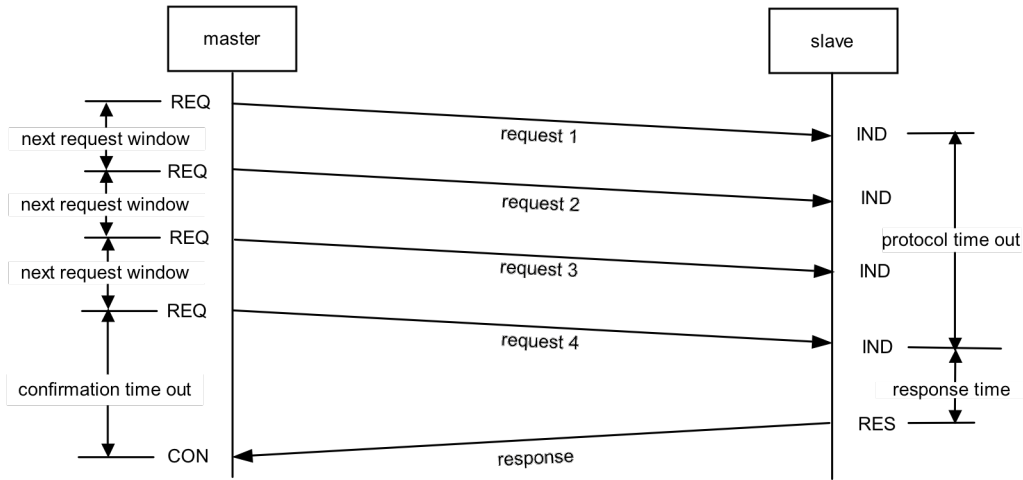 master
slave
REQ
request 1
IND
next request window
REQ
request 2
IND
next request window
REQ
protocol time out
next request window
request 3
IND
REQ
request 4
IND
confirmation time out
response time
RES
CON
response